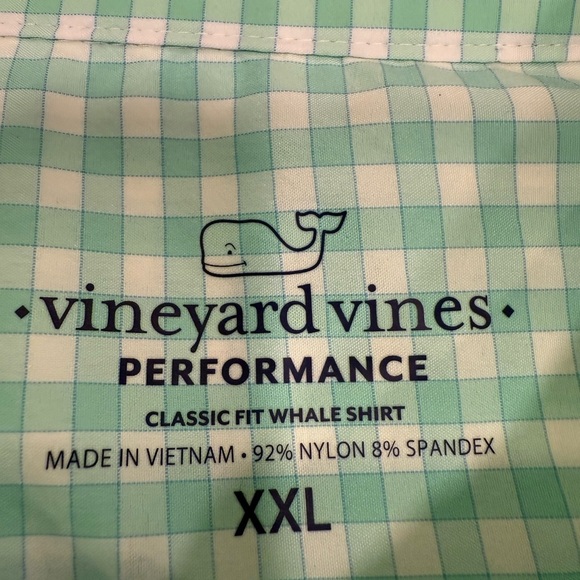 • vineyard vines •
PERFORMANCE
CLASSIC FIT WHALE SHIRT
MADE IN VIETNAM • 92% NYLON 8% SPANDEX
XXL